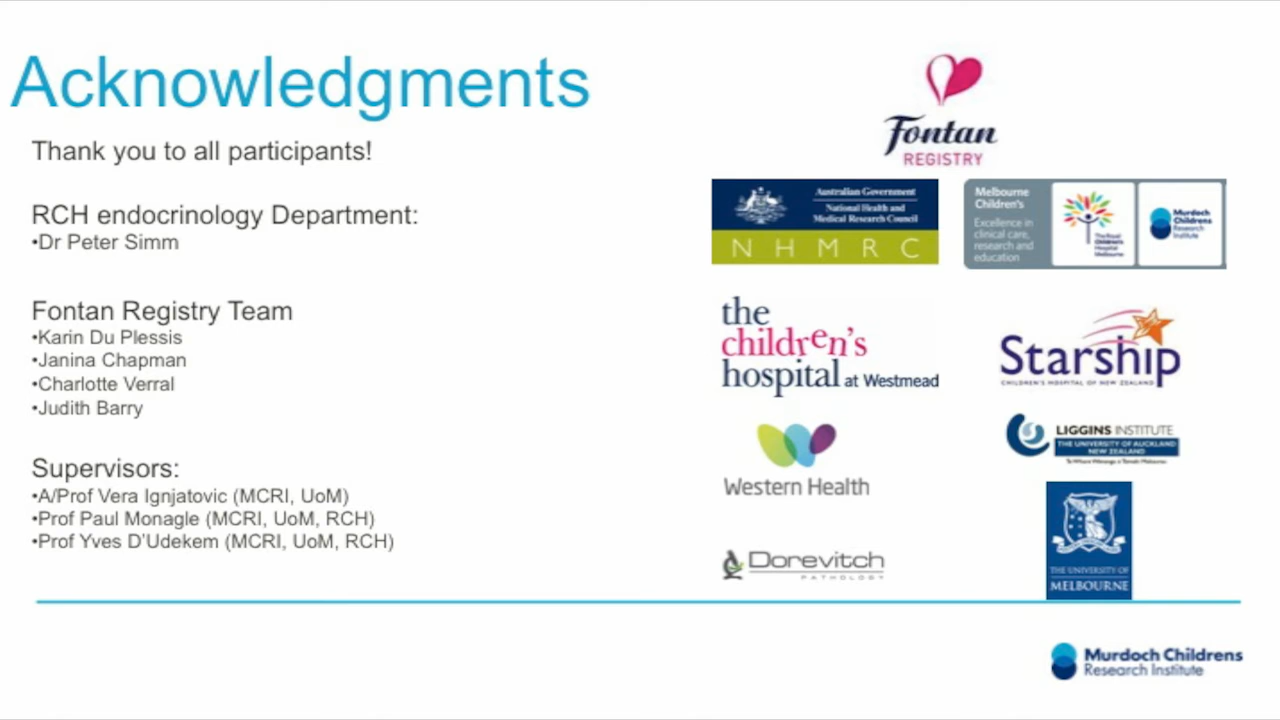 Acknowledgments
Thank you to all participants!
RCH endocrinology Department:
•Dr Peter Simm
Fontan Registry Team
•Karin Du Plessis
•Janina Chapman
•Charlotte Verral
•Judith Barry
Supervisors:
•A/Prof Vera Ignjatovic (MCRI, UoM)
•Prof Paul Monagle (MCRI, UoM, RCH)
•Prof Yves D'Udekem (MCRI, UoM, RCH)
Fontan
REGISTRY
Australian Government
National Health and
Medical Research Council
NHMRC
Melbourne
Children's
Excellence in
clinical care,
research and
education
The Royal
Children's
Hospital
Melbourne
Murdoch
Childrens
Research
Institute
the
children's
hospital at Westmead
Starship
CHILDREN'S HOSPITAL OF NEW ZEALAND
Western Health
LIGGINS INSTITUTE
THE UNIVERSITY OF AUCKLAND
NEW ZEALAND
Dorevitch
PATHOLOGY
THE UNIVERSITY OF
MELBOURNE
Murdoch Childrens
Research Institute